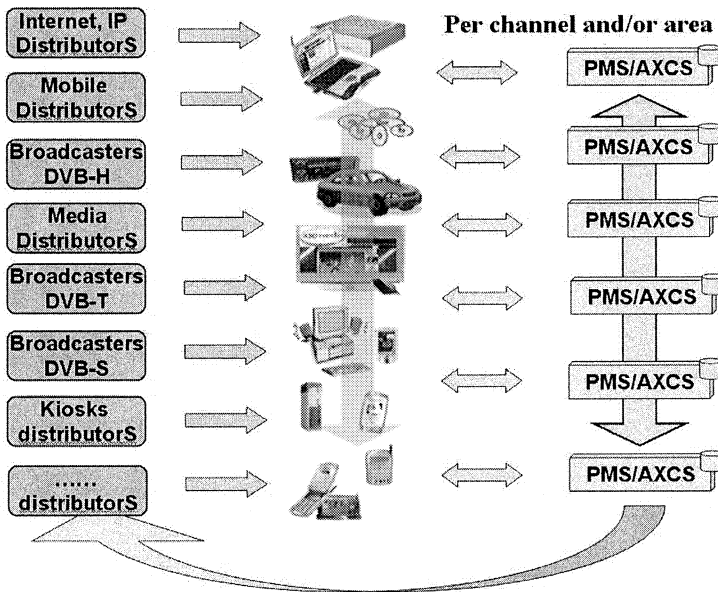 Internet, IP
DistributorS
Per channel and/or area
PMS/AXCS
Mobile
DistributorS
Broadcasters
DVB-H
PMS/AXCS
Media
DistributorS
PMS/AXCS
Broadcasters
DVB-T
PMS/AXCS
Broadcasters
DVB-S
PMS/AXCS
Kiosks
distributorS
......
distributorS
PMS/AXCS